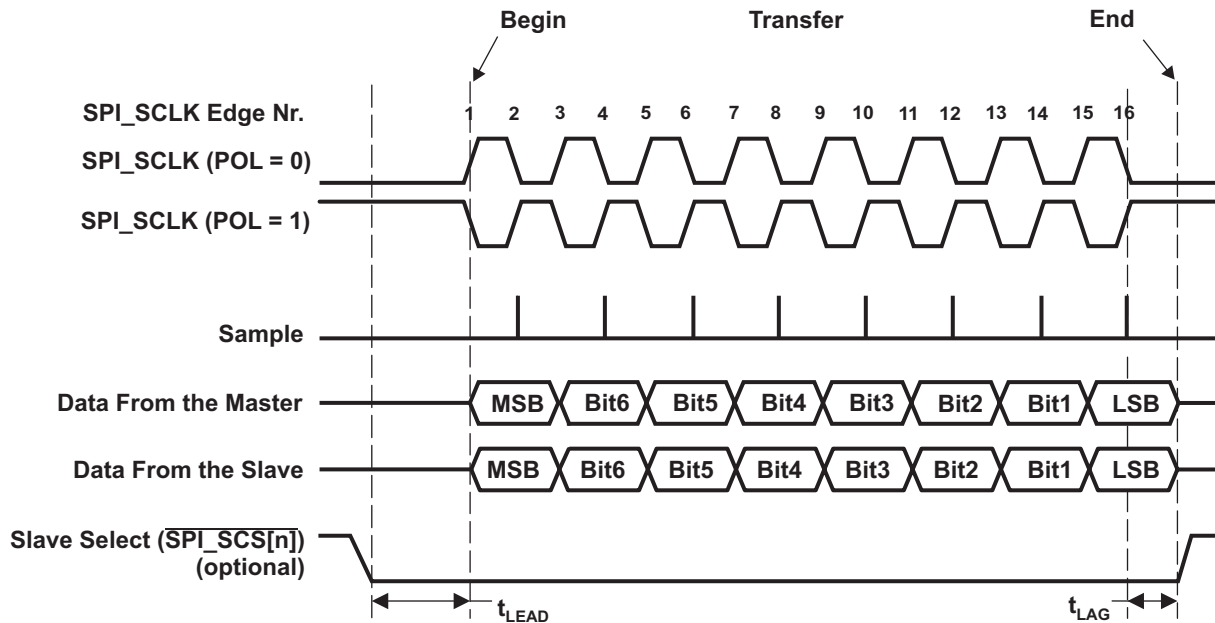 Begin Transfer End
SPI_SCLK Edge Nr. 1 2 3 4 5 6 7 8 9 10 11 12 13 14 15 16
SPI_SCLK (POL = 0)
SPI_SCLK (POL = 1)
Sample
Data From the Master MSB Bit6 Bit5 Bit4 Bit3 Bit2 Bit1 LSB
Data From the Slave MSB Bit6 Bit5 Bit4 Bit3 Bit2 Bit1 LSB
Slave Select (SPI_SCS[n])
(optional)
tLEAD tLAG